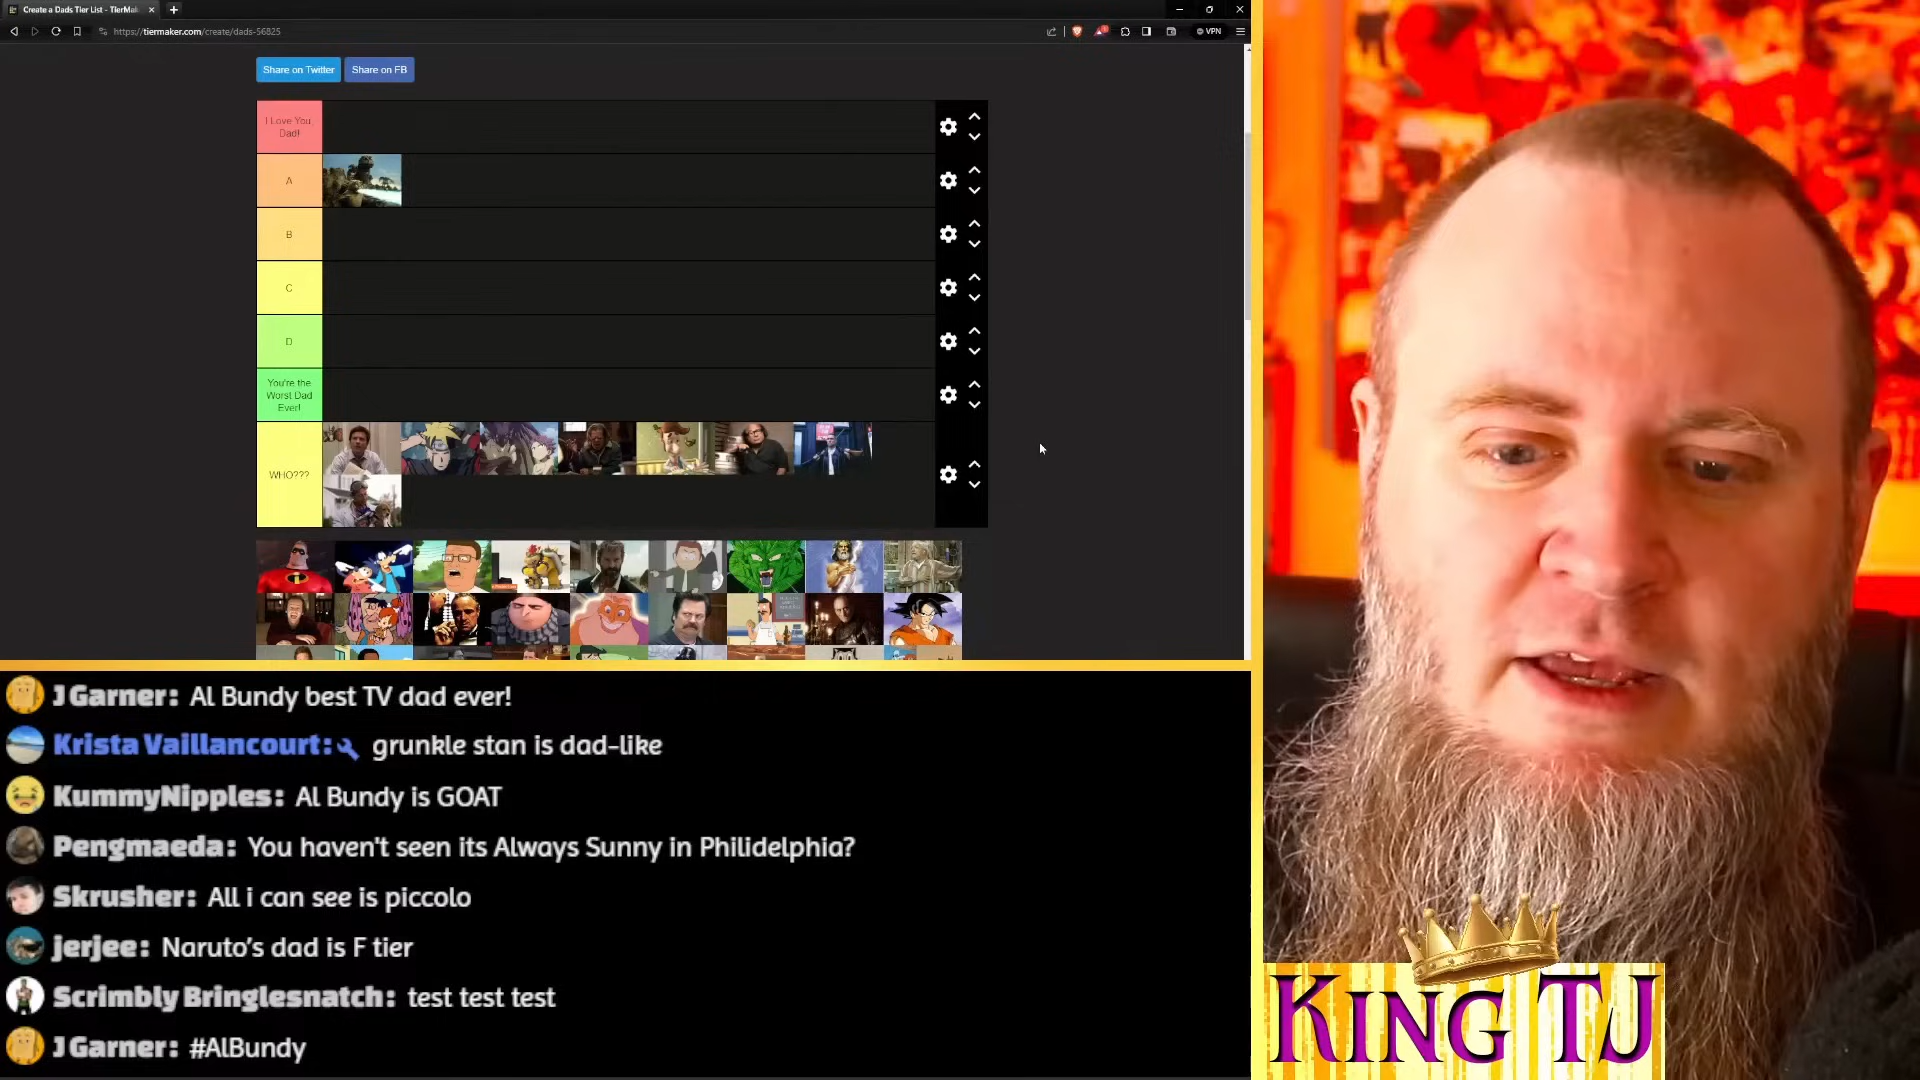 Create a Dads Tier List - TierMak
https://tiermaker.com/create/dads-56825
VPN
Share on Twitter
Share on FB
I Love You, Dad!
A
B
C
D
You're the
Worst Dad
Ever!
WHO???
J Garner: Al Bundy best TV dad ever!
Krista Vaillancourt: grunkle stan is dad-like
KummyNipples: Al Bundy is GOAT
Pengmaeda: You haven't seen its Always Sunny in Philidelphia?
Skrusher: All i can see is piccolo
jerjee: Naruto's dad is F tier
Scrimbly Bringlesnatch: test test test
J Garner: #AlBundy
KING TJ